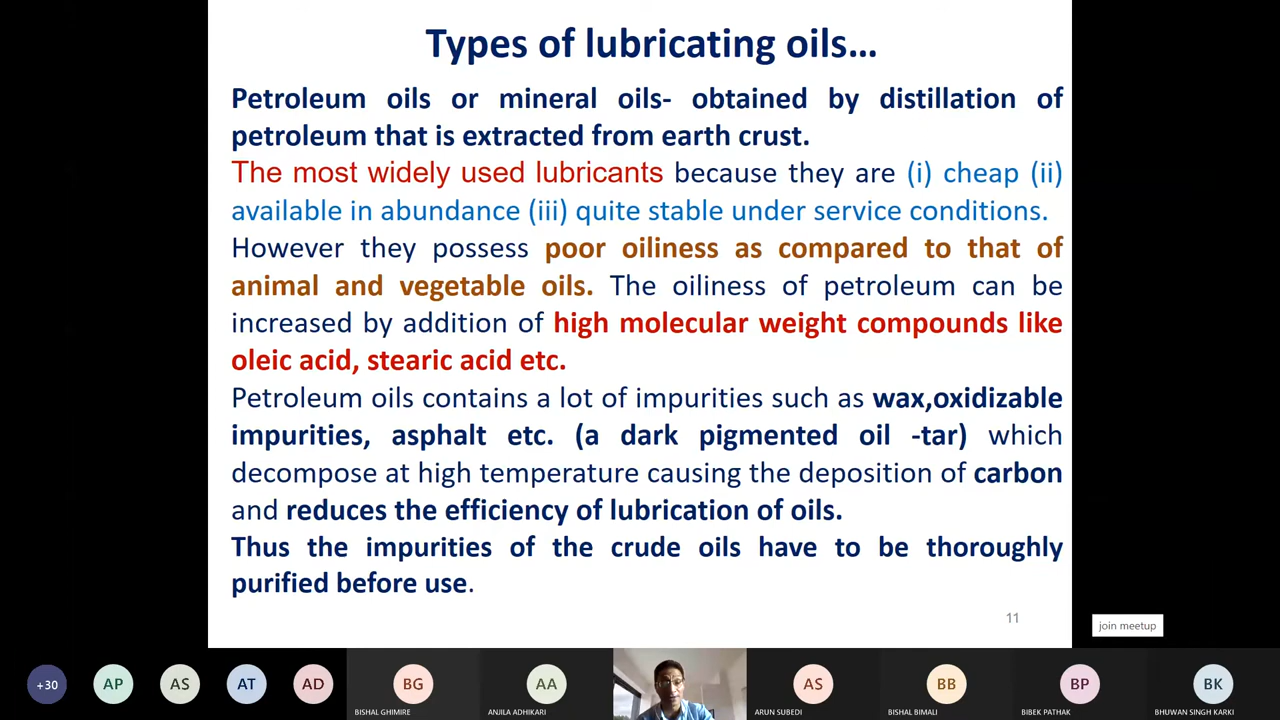 Types of lubricating oils…
Petroleum oils or mineral oils- obtained by distillation of
petroleum that is extracted from earth crust.
The most widely used lubricants because they are (i) cheap (ii)
available in abundance (iii) quite stable under service conditions.
However they possess poor oiliness as compared to that of
animal and vegetable oils. The oiliness of petroleum can be
increased by addition of high molecular weight compounds like
oleic acid, stearic acid etc.
Petroleum oils contains a lot of impurities such as wax,oxidizable
impurities, asphalt etc. (a dark pigmented oil -tar) which
decompose at high temperature causing the deposition of carbon
and reduces the efficiency of lubrication of oils.
Thus the impurities of the crude oils have to be thoroughly
purified before use.
11
join meetup
+30 AP AS AT AD BG AA AS BB BP BK
BISHAL GHIMIRE ANJILA ADHIKARI ARUN SUBEDI BISHAL BIMALI BIBEK PATHAK BHUWAN SINGH KARKI